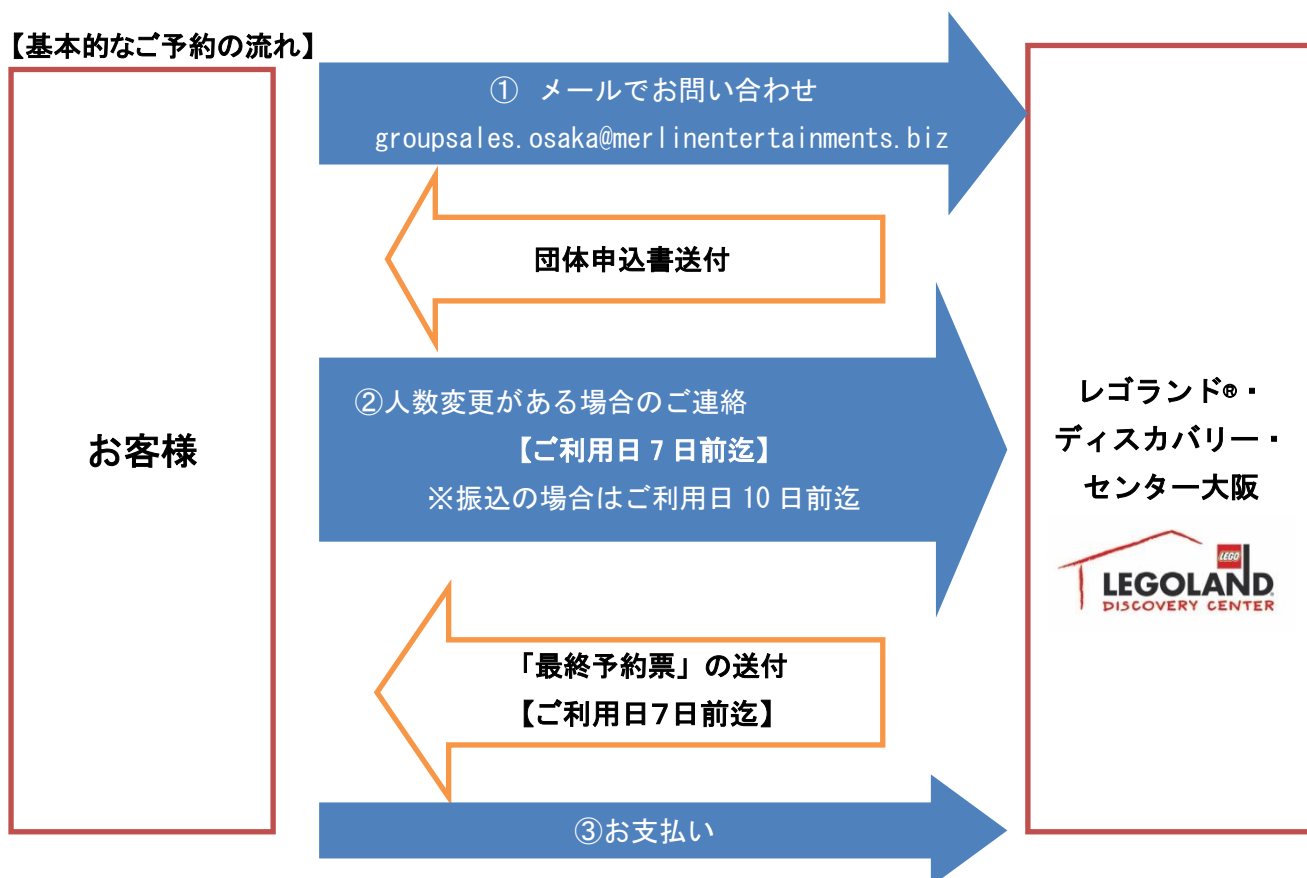 【基本的なご予約の流れ】
① メールでお問い合わせ
groupsales.osaka@merlinentertainments.biz
団体申込書送付
②人数変更がある場合のご連絡
【ご利用日 7 日前迄】
※振込の場合はご利用日 10 日前迄
「最終予約票」の送付
【ご利用日7日前迄】
③お支払い
お客様
レゴランド®・
ディスカバリー・
センター大阪
LEGO
LEGOLAND
DISCOVERY CENTER